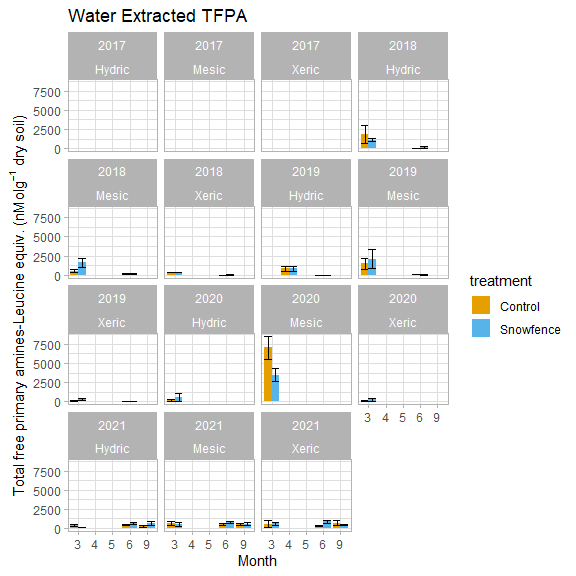 Water Extracted TFPA
2017 2017 2017 2018
Hydric Mesic Xeric Hydric
7500
5000
2500
0
2018 2018 2019 2019
Mesic Xeric Hydric Mesic
7500
5000
2500
0
2019 2020 2020 2020
Xeric Hydric Mesic Xeric
7500
5000
2500
0
3 4 5 6 9
2021 2021 2021
Hydric Mesic Xeric
7500
5000
2500
0
3 4 5 6 9 3 4 5 6 9 3 4 5 6 9
Month
Total free primary amines-Leucine equiv. (nM olg⁻¹ dry soil)
treatment
Control
Snowfence